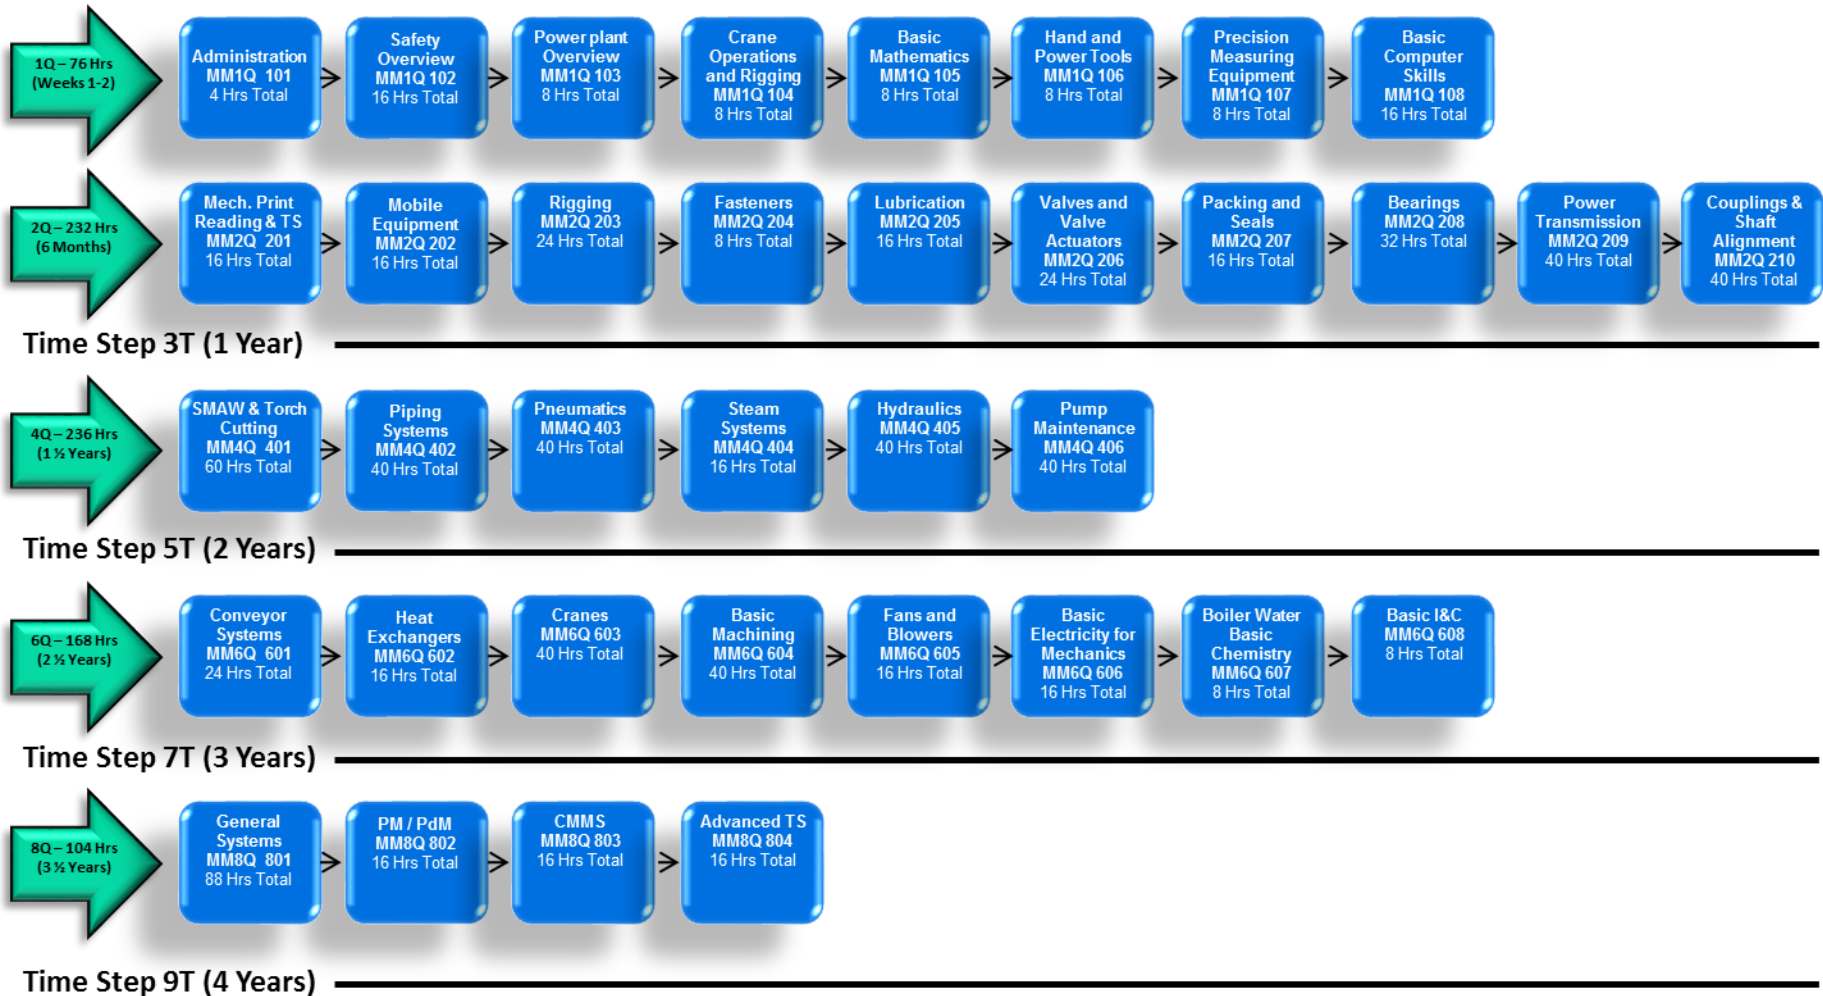 1Q – 76 Hrs
(Weeks 1-2)
Administration
MM1Q 101
4 Hrs Total
Safety
Overview
MM1Q 102
16 Hrs Total
Power plant
Overview
MM1Q 103
8 Hrs Total
Crane
Operations
and Rigging
MM1Q 104
8 Hrs Total
Basic
Mathematics
MM1Q 105
8 Hrs Total
Hand and
Power Tools
MM1Q 106
8 Hrs Total
Precision
Measuring
Equipment
MM1Q 107
8 Hrs Total
Basic
Computer
Skills
MM1Q 108
16 Hrs Total
2Q – 232 Hrs
(6 Months)
Mech. Print
Reading & TS
MM2Q 201
16 Hrs Total
Mobile
Equipment
MM2Q 202
16 Hrs Total
Rigging
MM2Q 203
24 Hrs Total
Fasteners
MM2Q 204
8 Hrs Total
Lubrication
MM2Q 205
16 Hrs Total
Valves and
Valve
Actuators
MM2Q 206
24 Hrs Total
Packing and
Seals
MM2Q 207
16 Hrs Total
Bearings
MM2Q 208
32 Hrs Total
Power
Transmission
MM2Q 209
40 Hrs Total
Couplings &
Shaft
Alignment
MM2Q 210
40 Hrs Total
Time Step 3T (1 Year)
4Q – 236 Hrs
(1 ½ Years)
SMAW & Torch
Cutting
MM4Q 401
60 Hrs Total
Piping
Systems
MM4Q 402
40 Hrs Total
Pneumatics
MM4Q 403
40 Hrs Total
Steam
Systems
MM4Q 404
16 Hrs Total
Hydraulics
MM4Q 405
40 Hrs Total
Pump
Maintenance
MM4Q 406
40 Hrs Total
Time Step 5T (2 Years)
6Q – 168 Hrs
(2 ½ Years)
Conveyor
Systems
MM6Q 601
24 Hrs Total
Heat
Exchangers
MM6Q 602
16 Hrs Total
Cranes
MM6Q 603
40 Hrs Total
Basic
Machining
MM6Q 604
40 Hrs Total
Fans and
Blowers
MM6Q 605
16 Hrs Total
Basic
Electricity for
Mechanics
MM6Q 606
16 Hrs Total
Boiler Water
Basic
Chemistry
MM6Q 607
8 Hrs Total
Basic I&C
MM6Q 608
8 Hrs Total
Time Step 7T (3 Years)
8Q – 104 Hrs
(3 ½ Years)
General
Systems
MM8Q 801
88 Hrs Total
PM / PdM
MM8Q 802
16 Hrs Total
CMMS
MM8Q 803
16 Hrs Total
Advanced TS
MM8Q 804
16 Hrs Total
Time Step 9T (4 Years)